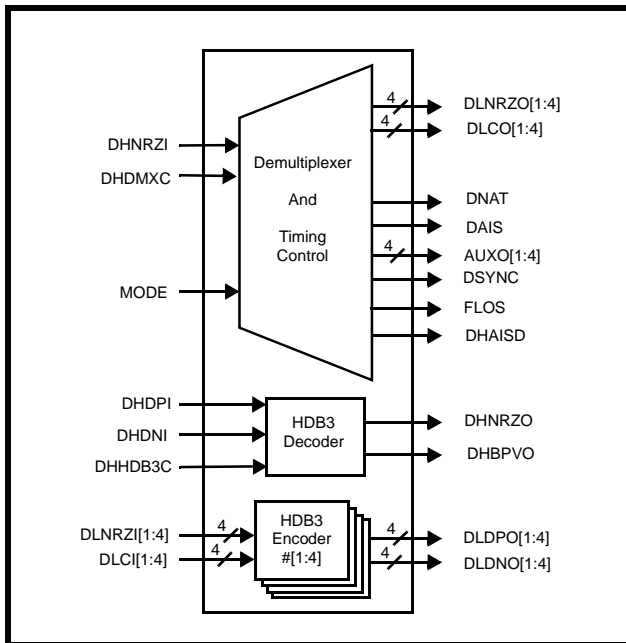 4
DLNRZO[1:4]
4
DLCO[1:4]
DHNRZI
Demultiplexer
DHDMXC
And
DNAT
DAIS
Timing
4
AUXO[1:4]
Control
DSYNC
MODE
FLOS
DHAISD
DHDPI
HDB3
DHNRZO
DHDNI
Decoder
DHBPVO
DHHDB3C
DLNRZI[1:4]
4
HDB3
4
DLDPO[1:4]
Encoder
DLCI[1:4]
4
#[1:4]
4
DLDNO[1:4]